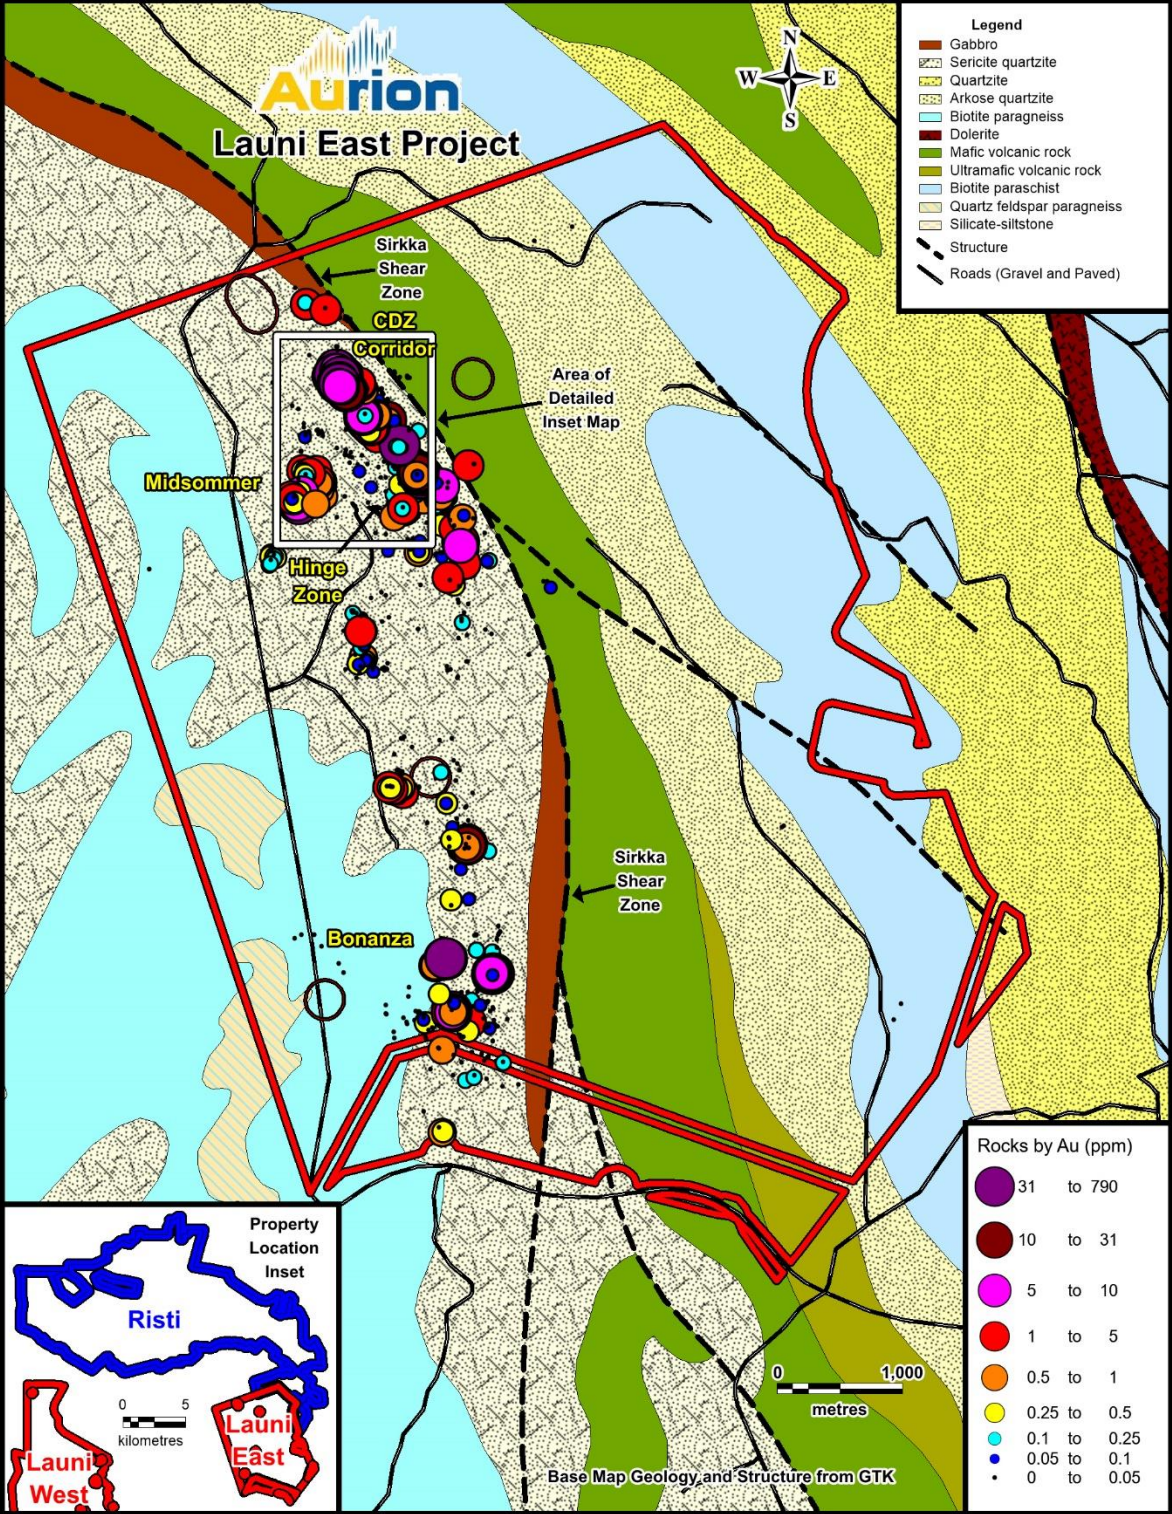 Aurion
Launi East Project
N
W E
S
Legend
Gabbro
Sericite quartzite
Quartzite
Arkose quartzite
Biotite paragneiss
Dolerite
Mafic volcanic rock
Ultramafic volcanic rock
Biotite paraschist
Quartz feldspar paragneiss
Silicate-siltstone
Structure
Roads (Gravel and Paved)
Sirkka
Shear
Zone
CDZ
Corridor
Area of
Detailed
Inset Map
Midsommer
Hinge
Zone
Sirkka
Shear
Zone
Bonanza
Property
Location
Inset
Risti
0 5
kilometres
Launi
East
Launi
West
0 1,000
metres
Base Map Geology and Structure from GTK
Rocks by Au (ppm)
31 to 790
10 to 31
5 to 10
1 to 5
0.5 to 1
0.25 to 0.5
0.1 to 0.25
0.05 to 0.1
0 to 0.05